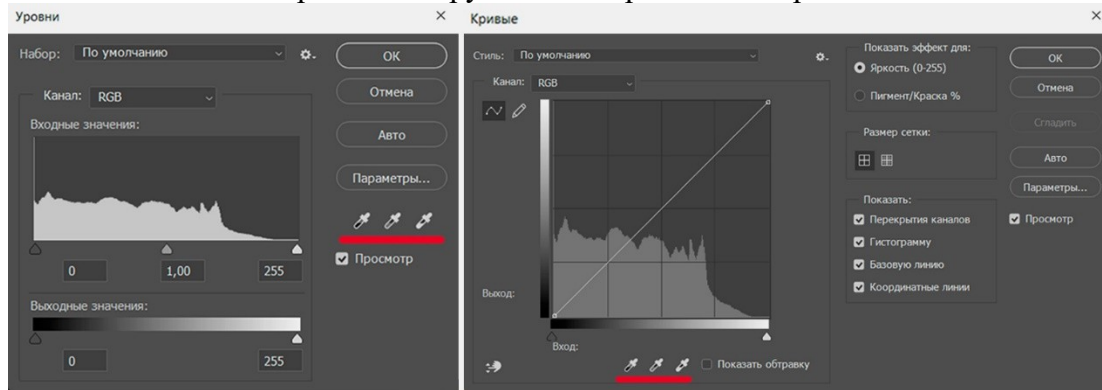 Уровни
Набор: По умолчанию
Канал: RGB
Входные значения:
0 1,00 255
Выходные значения:
0 255
ОК
Отмена
Авто
Параметры...
Просмотр
Кривые
Стиль: По умолчанию
Канал: RGB
Выход:
Вход:
Показать обтравку
Показать эффект для:
Яркость (0-255)
Пигмент/Краска %
Размер сетки:
Показать:
Перекрытия каналов
Гистограмму
Базовую линию
Координатные линии
ОК
Отмена
Сгладить
Авто
Параметры...
Просмотр